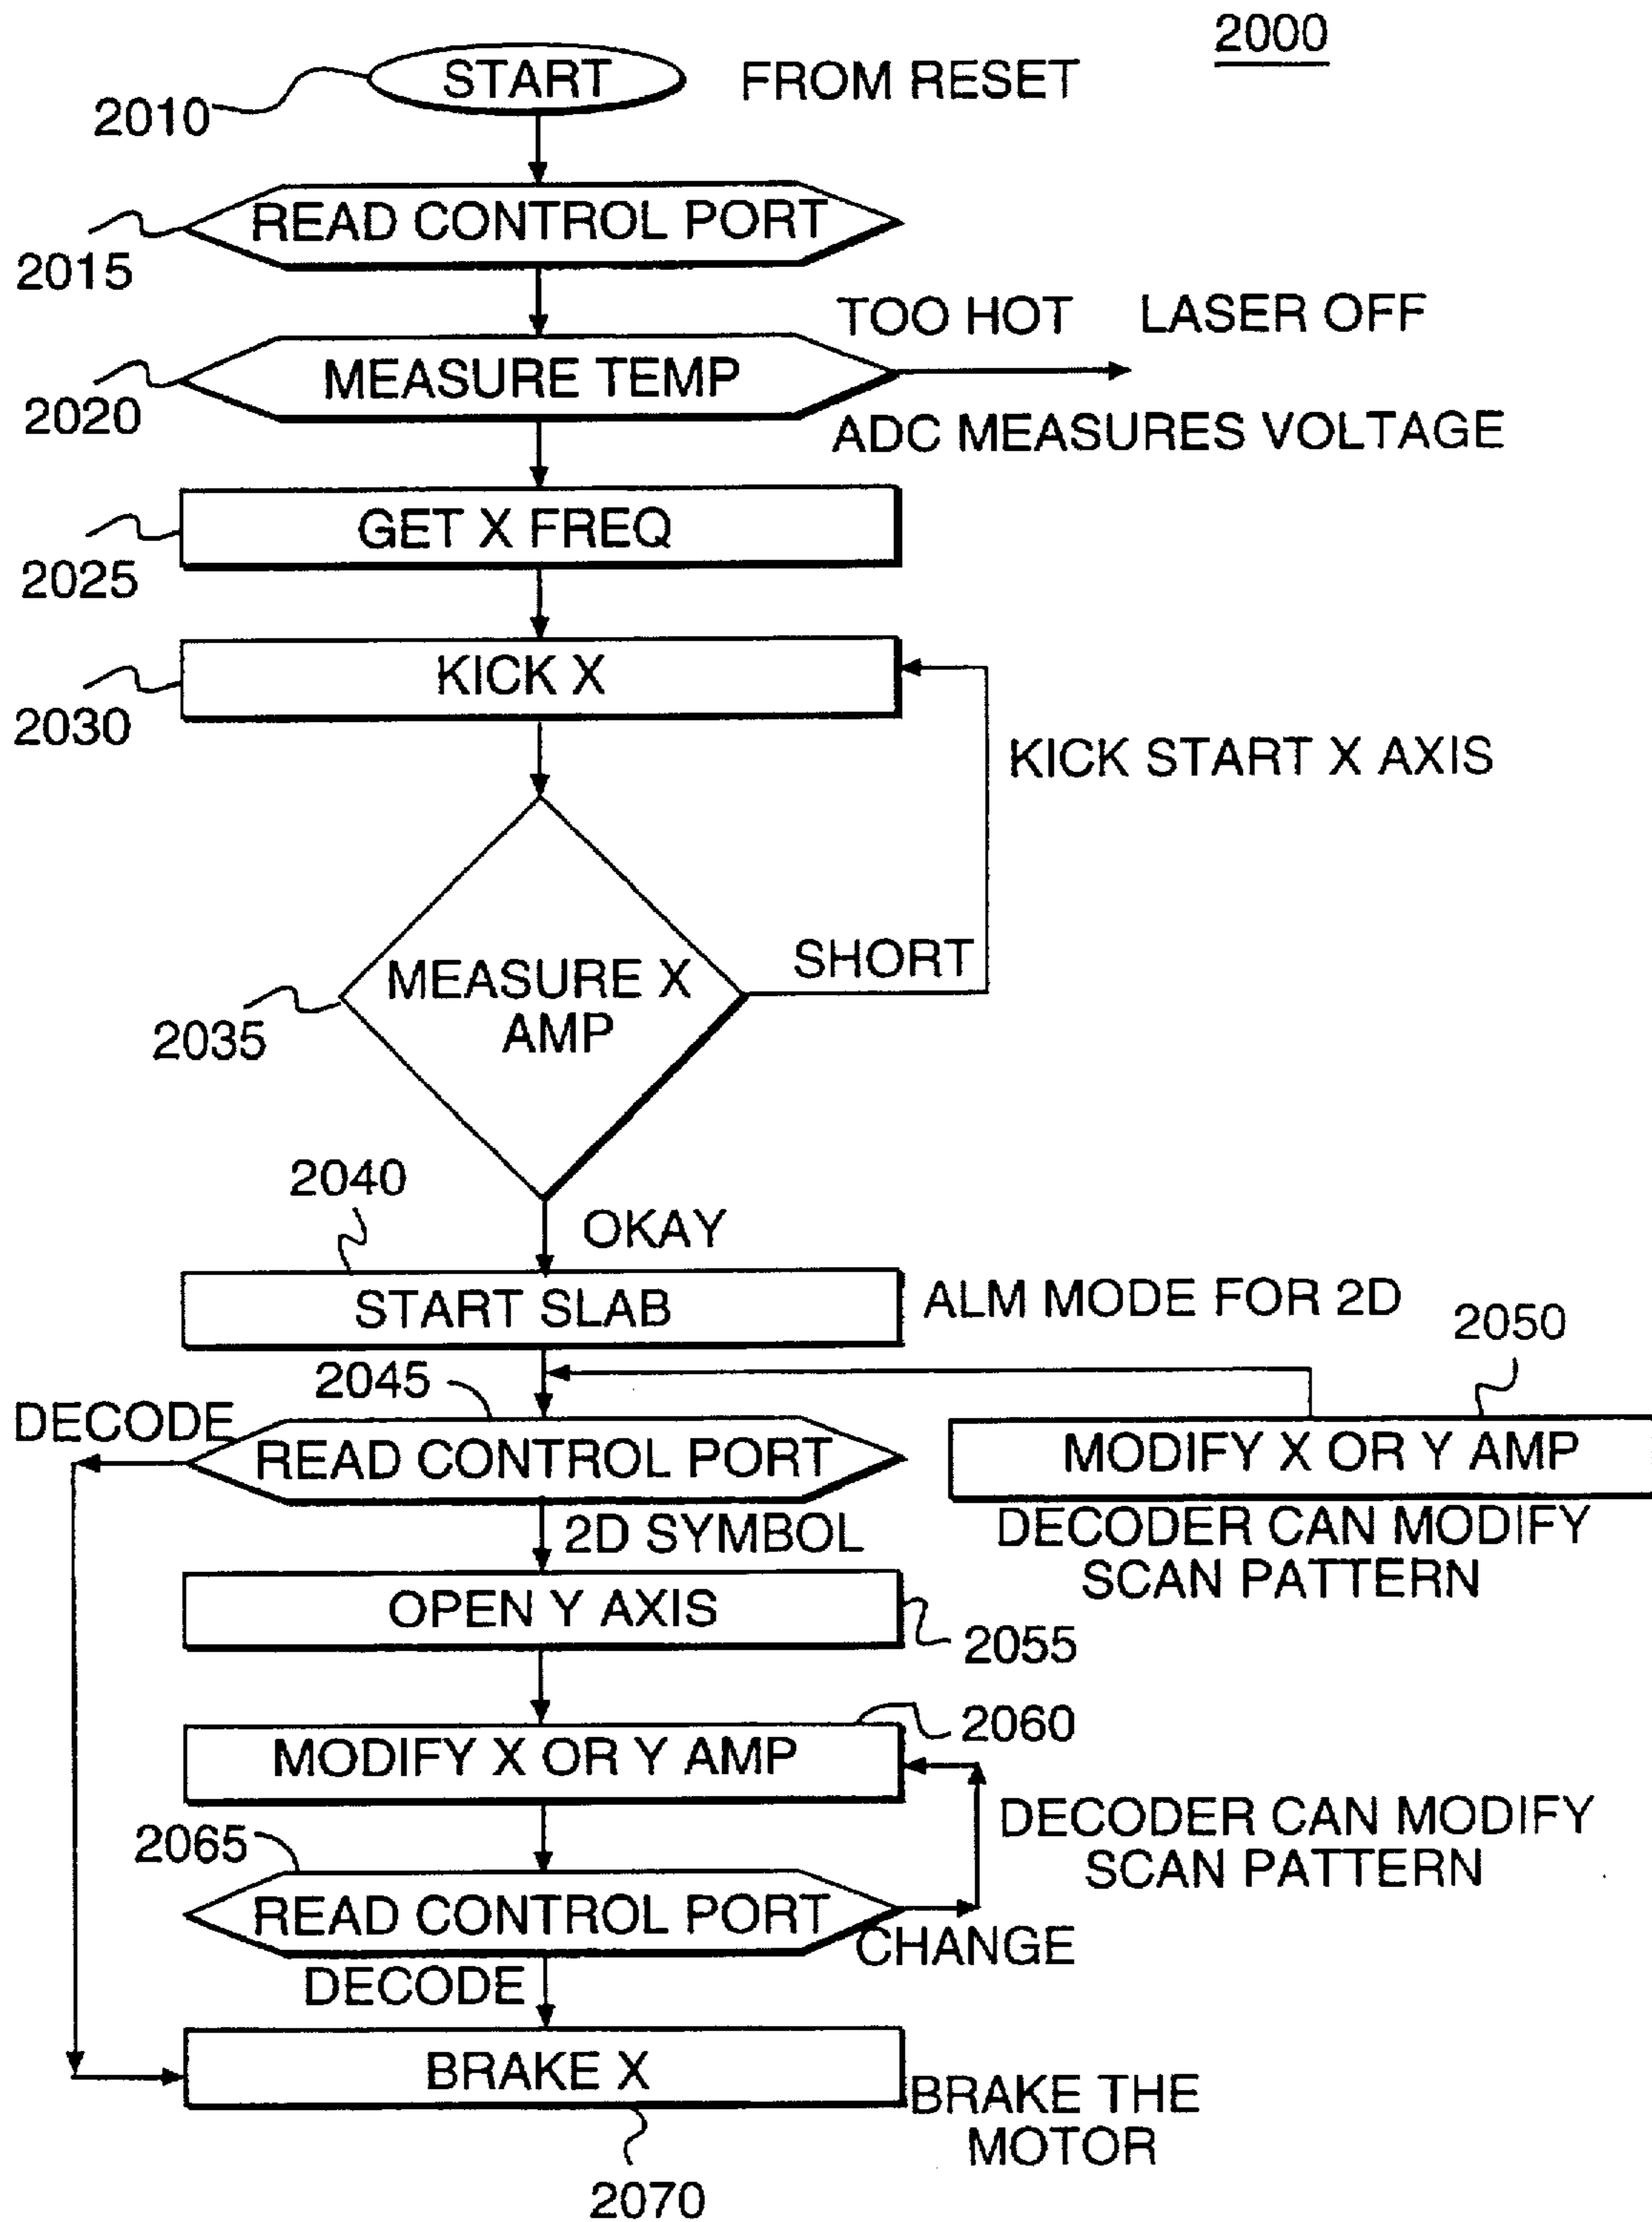 2000
START
FROM RESET
2010
READ CONTROL PORT
2015
TOO HOT
LASER OFF
MEASURE TEMP
2020
ADC MEASURES VOLTAGE
GET X FREQ
2025
KICK X
2030
KICK START X AXIS
SHORT
MEASURE X
AMP
2035
2040
OKAY
START SLAB
ALM MODE FOR 2D
2050
2045
DECODE
READ CONTROL PORT
MODIFY X OR Y AMP
DECODER CAN MODIFY
SCAN PATTERN
2D SYMBOL
OPEN Y AXIS
2055
2060
MODIFY X OR Y AMP
DECODER CAN MODIFY
SCAN PATTERN
2065
READ CONTROL PORT
CHANGE
DECODE
BRAKE X
BRAKE THE
MOTOR
2070